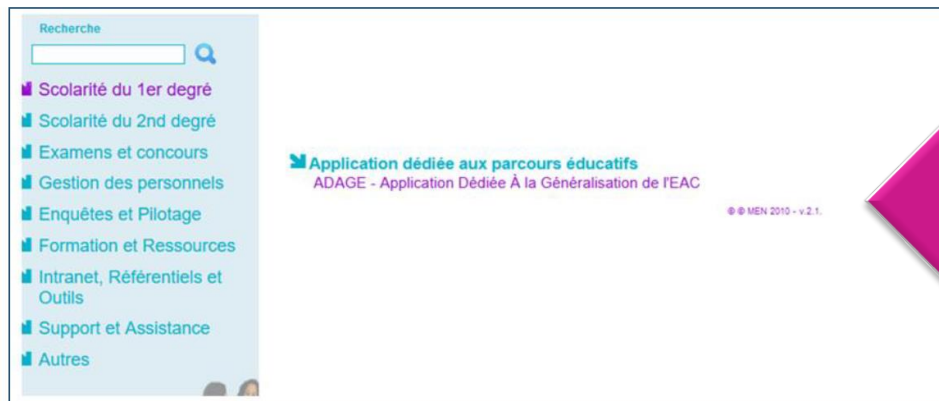 Recherche
Scolarité du 1er degré
Scolarité du 2nd degré
Examens et concours
Gestion des personnels
Enquêtes et Pilotage
Formation et Ressources
Intranet, Référentiels et
Outils
Support et Assistance
Autres
Application dédiée aux parcours éducatifs
ADAGE - Application Dédiée À la Généralisation de l'EAC
© © MEN 2010 - v.2.1.